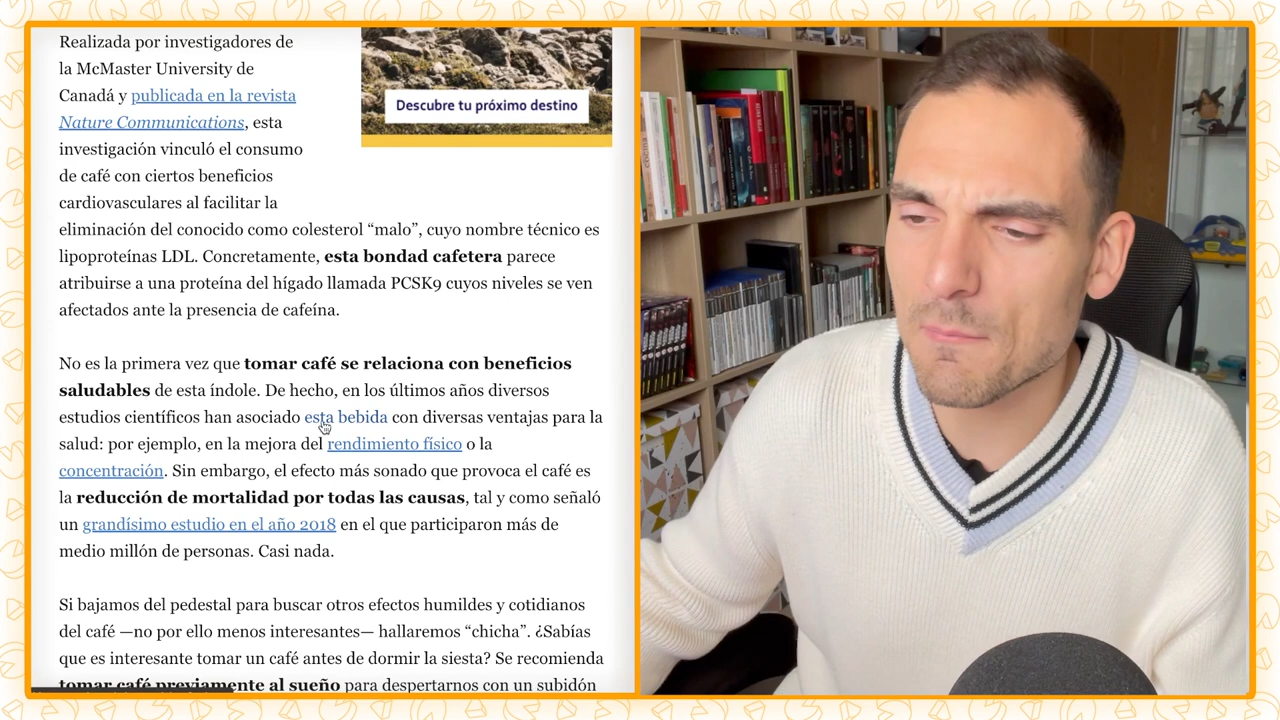 Realizada por investigadores de
la McMaster University de
Canadá y publicada en la revista
Nature Communications, esta
investigación vinculó el consumo
de café con ciertos beneficios
cardiovasculares al facilitar la
eliminación del conocido como colesterol “malo”, cuyo nombre técnico es
lipoproteínas LDL. Concretamente, esta bondad cafetera parece
atribuirse a una proteína del hígado llamada PCSK9 cuyos niveles se ven
afectados ante la presencia de cafeína.
No es la primera vez que tomar café se relaciona con beneficios
saludables de esta índole. De hecho, en los últimos años diversos
estudios científicos han asociado esta bebida con diversas ventajas para la
salud: por ejemplo, en la mejora del rendimiento físico o la
concentración. Sin embargo, el efecto más sonado que provoca el café es
la reducción de mortalidad por todas las causas, tal y como señaló
un grandísimo estudio en el año 2018 en el que participaron más de
medio millón de personas. Casi nada.
Si bajamos del pedestal para buscar otros efectos humildes y cotidianos
del café —no por ello menos interesantes— hallaremos “chicha”. ¿Sabías
que es interesante tomar un café antes de dormir la siesta? Se recomienda
tomar café previamente al sueño para despertarnos con un subidón
Descubre tu próximo destino